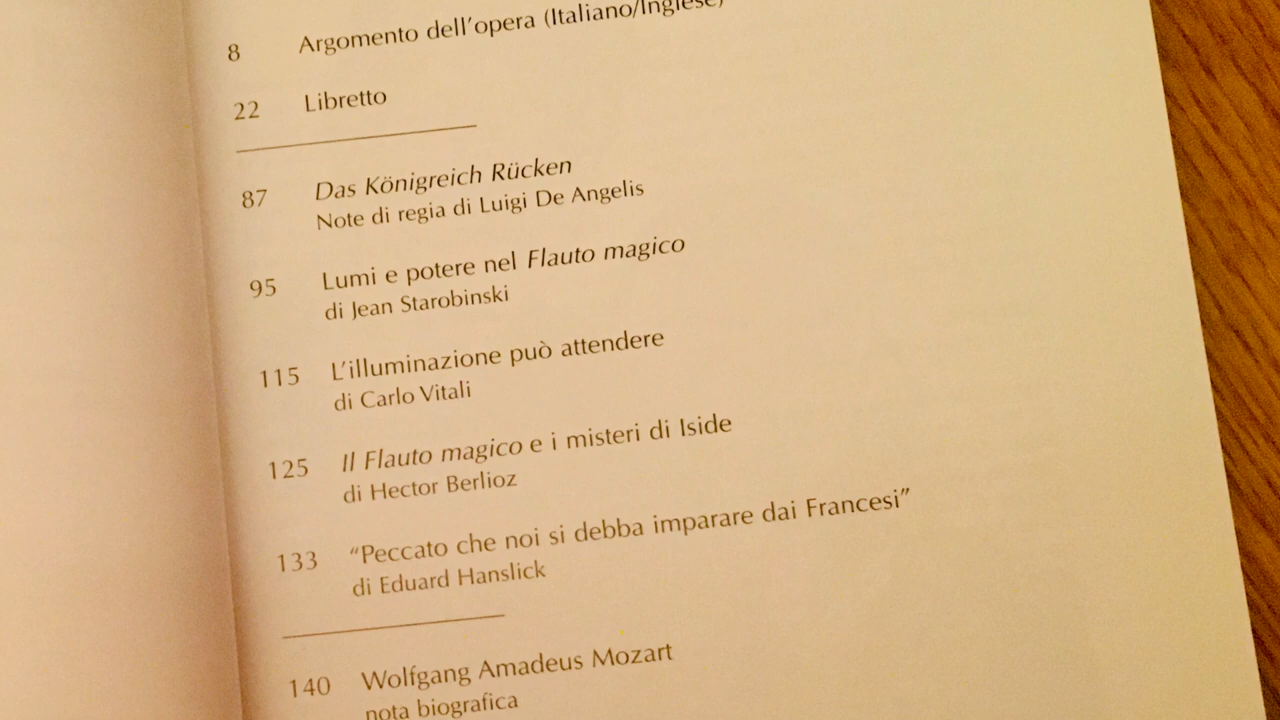 8 Argomento dell'opera (Italiano/Inglese)
22 Libretto
87 Das Königreich Rücken
Note di regia di Luigi De Angelis
95 Lumi e potere nel Flauto magico
di Jean Starobinski
115 L'illuminazione può attendere
di Carlo Vitali
125 Il Flauto magico e i misteri di Iside
di Hector Berlioz
133 “Peccato che noi si debba imparare dai Francesi”
di Eduard Hanslick
140 Wolfgang Amadeus Mozart
nota biografica